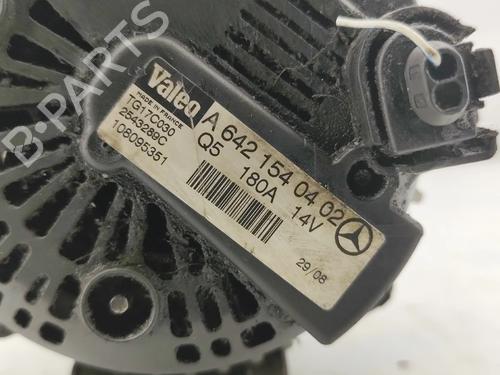 Valeo
MADE IN FRANCE
TG17C030
2543289C
108095351
A 642 154 04 02
Q5 180A 14V
29/08
B-PARTS